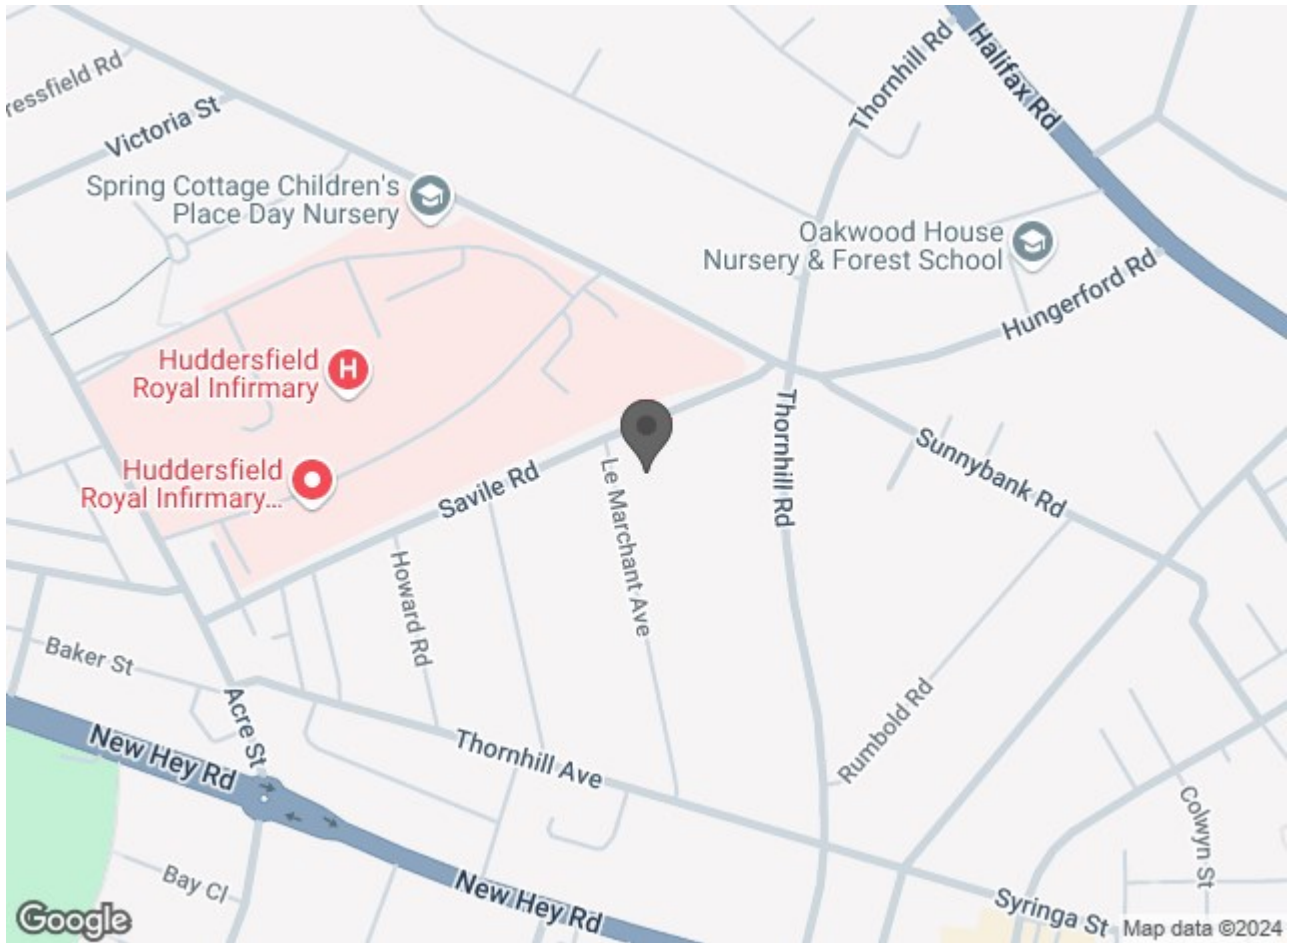 Thornhill Rd
Halifax Rd
ressfield Rd
Victoria St
Spring Cottage Children's
Place Day Nursery
Oakwood House
Nursery & Forest School
Hungerford Rd
Huddersfield
Royal Infirmary
H
Thornhill Rd
Sunnybank Rd
Huddersfield
Royal Infirmary...
Savile Rd
Le Marchant Ave
Howard Rd
Baker St
Acre St
New Hey Rd
Thornhill Ave
Rumbold Rd
Colwyn St
Bay Cl
New Hey Rd
Syringa St
Google
Map data ©2024